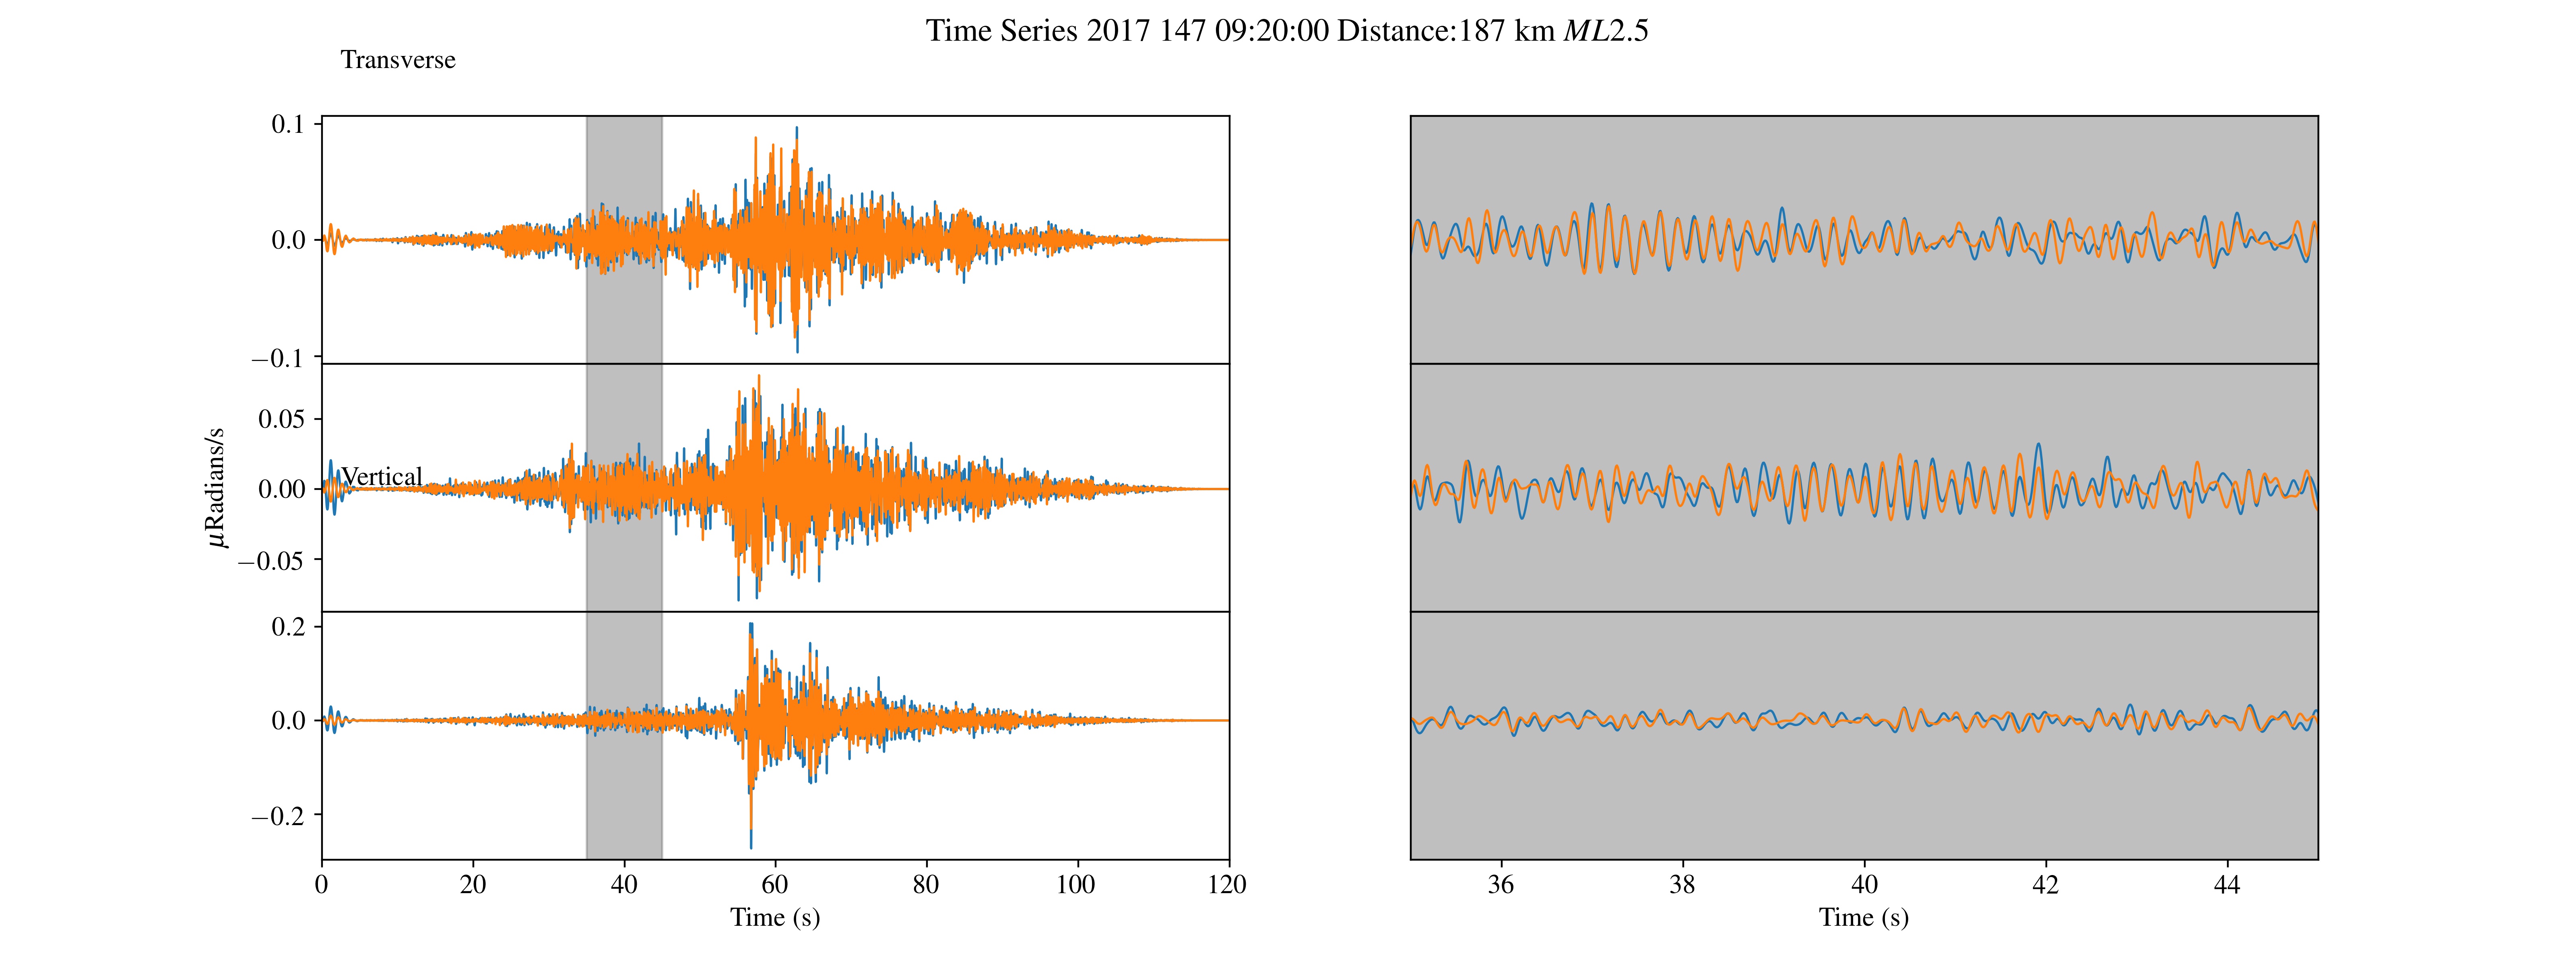 Time Series 2017 147 09:20:00 Distance:187 km ML2.5
Transverse
0.1
0.0
−0.1
0.05
0.00
−0.05
Vertical
μRadians/s
0.2
0.0
−0.2
0 20 40 60 80 100 120
Time (s)
36 38 40 42 44
Time (s)